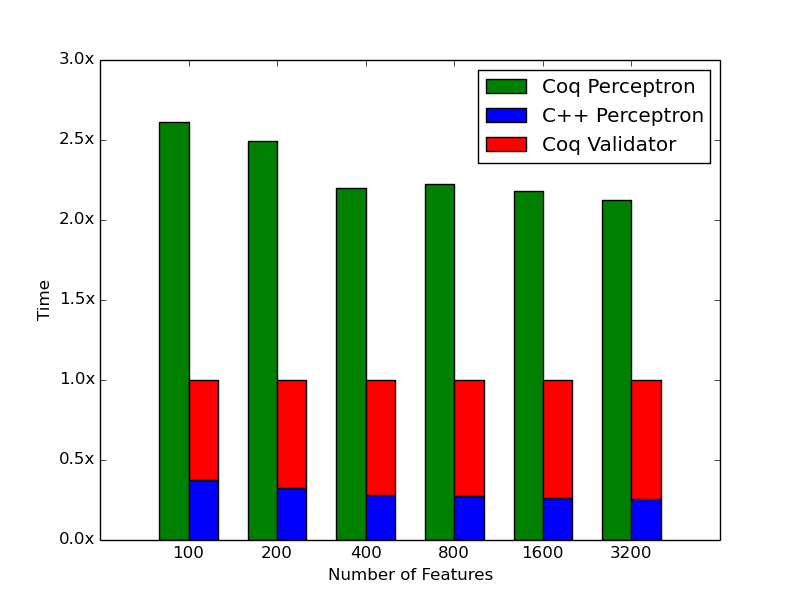 3.0x
2.5x
2.0x
1.5x
1.0x
0.5x
0.0x
Time
Coq Perceptron
C++ Perceptron
Coq Validator
100 200 400 800 1600 3200
Number of Features